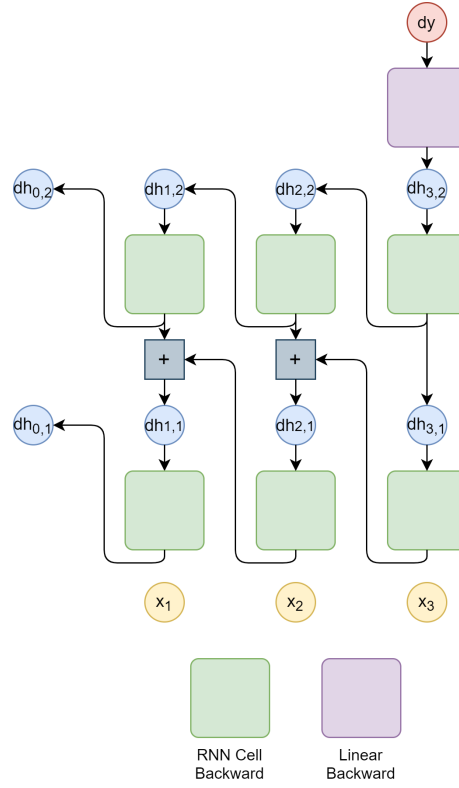 dy
dh0,2
dh1,2
dh2,2
dh3,2
+
+
dh0,1
dh1,1
dh2,1
dh3,1
x1
x2
x3
RNN Cell
Backward
Linear
Backward